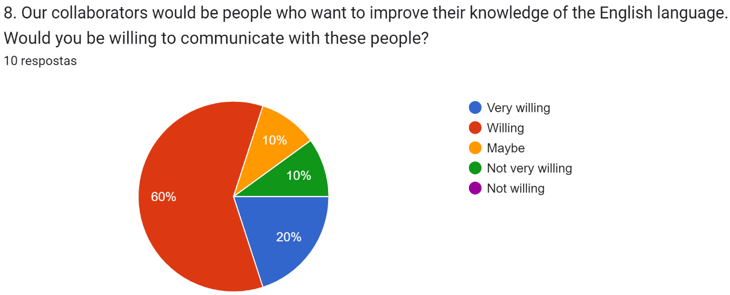 8. Our collaborators would be people who want to improve their knowledge of the English language.
Would you be willing to communicate with these people?
10 respostas
10%
10%
60%
20%
Very willing
Willing
Maybe
Not very willing
Not willing